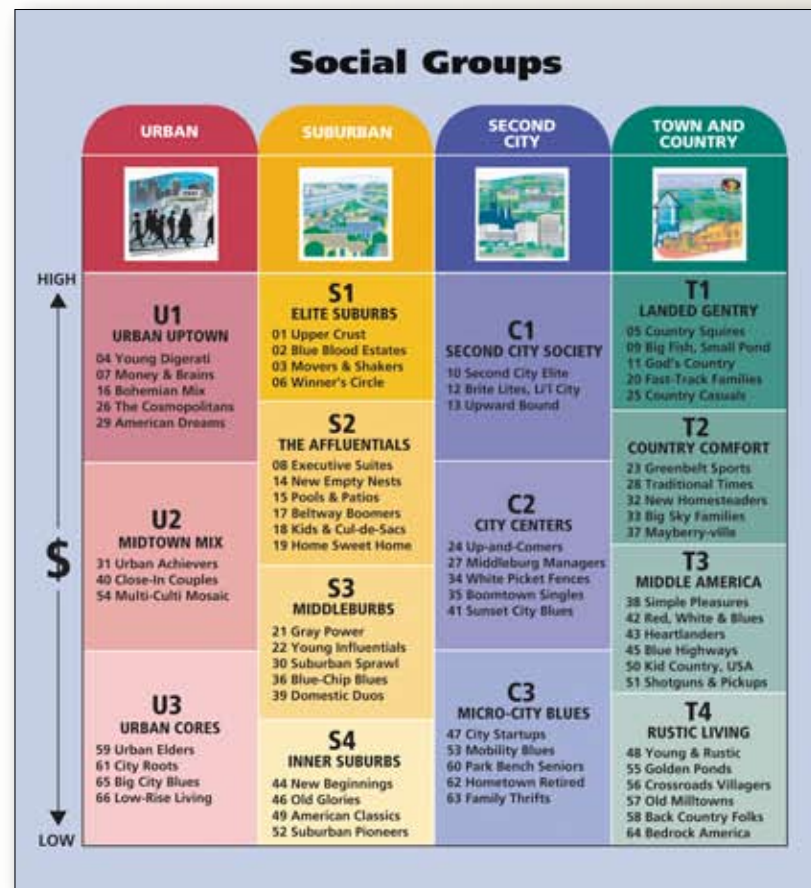 Social Groups
URBAN
SUBURBAN
SECOND
CITY
TOWN AND
COUNTRY
HIGH
$
LOW
U1
URBAN UPTOWN
04 Young Digerati
07 Money & Brains
16 Bohemian Mix
26 The Cosmopolitans
29 American Dreams
U2
MIDTOWN MIX
31 Urban Achievers
40 Close-In Couples
54 Multi-Culti Mosaic
U3
URBAN CORES
59 Urban Elders
61 City Roots
65 Big City Blues
66 Low-Rise Living
S1
ELITE SUBURBS
01 Upper Crust
02 Blue Blood Estates
03 Movers & Shakers
06 Winner's Circle
S2
THE AFFLUENTIALS
08 Executive Suites
14 New Empty Nests
15 Pools & Patios
17 Beltway Boomers
18 Kids & Cul-de-Sacs
19 Home Sweet Home
S3
MIDDLEBURBS
21 Gray Power
22 Young Influentials
30 Suburban Sprawl
36 Blue-Chip Blues
39 Domestic Duos
S4
INNER SUBURBS
44 New Beginnings
46 Old Glories
49 American Classics
52 Suburban Pioneers
C1
SECOND CITY SOCIETY
10 Second City Elite
12 Brite Lites, Li'l City
13 Upward Bound
C2
CITY CENTERS
24 Up-and-Comers
27 Middleburg Managers
34 White Picket Fences
35 Boomtown Singles
41 Sunset City Blues
C3
MICRO-CITY BLUES
47 City Startups
53 Mobility Blues
60 Park Bench Seniors
62 Hometown Retired
63 Family Thrifts
T1
LANDED GENTRY
05 Country Squires
09 Big Fish, Small Pond
11 God's Country
20 Fast-Track Families
25 Country Casuals
T2
COUNTRY COMFORT
23 Greenbelt Sports
28 Traditional Times
32 New Homesteaders
33 Big Sky Families
37 Mayberry-ville
T3
MIDDLE AMERICA
38 Simple Pleasures
42 Red, White & Blues
43 Heartlanders
45 Blue Highways
50 Kid Country, USA
51 Shotguns & Pickups
T4
RUSTIC LIVING
48 Young & Rustic
55 Golden Ponds
56 Crossroads Villagers
57 Old Milltowns
58 Back Country Folks
64 Bedrock America